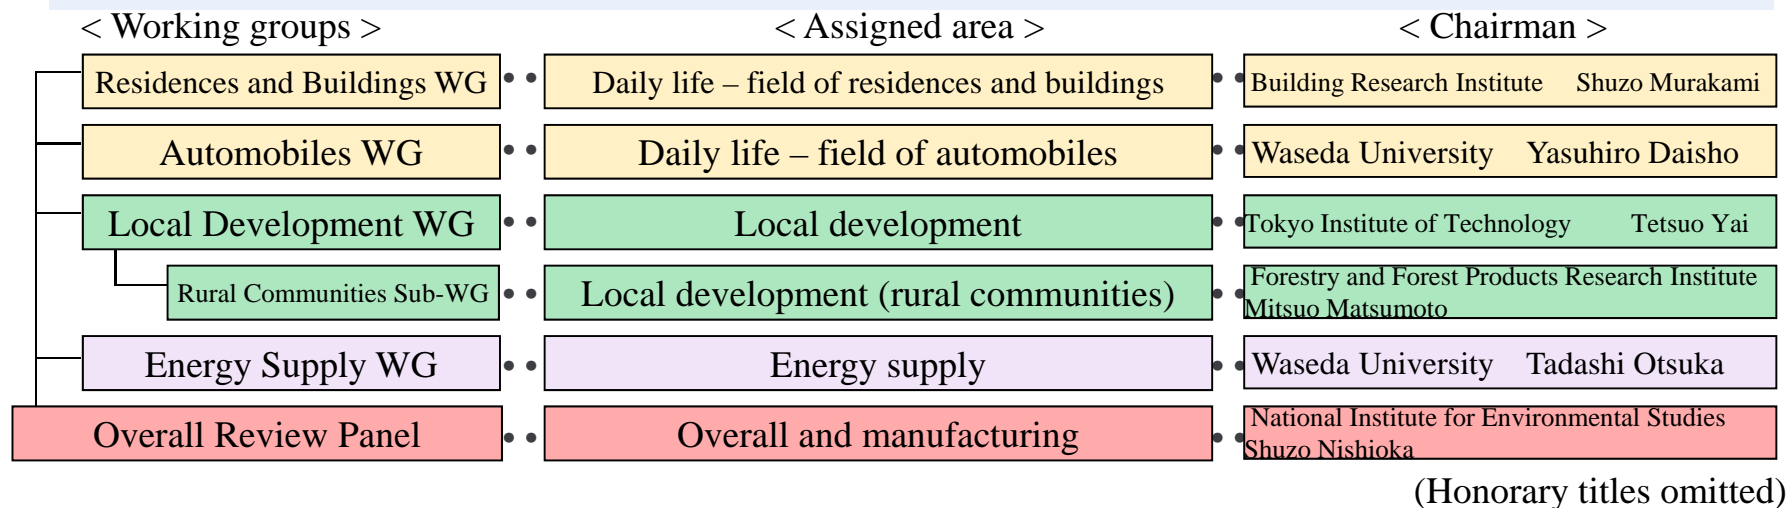 < Working groups > < Assigned area > < Chairman >
Residences and Buildings WG •• Daily life – field of residences and buildings •• Building Research Institute Shuzo Murakami
Automobiles WG •• Daily life – field of automobiles •• Waseda University Yasuhiro Daisho
Local Development WG •• Local development •• Tokyo Institute of Technology Tetsuo Yai
Rural Communities Sub-WG •• Local development (rural communities) •• Forestry and Forest Products Research Institute
Mitsuo Matsumoto
Energy Supply WG •• Energy supply •• Waseda University Tadashi Otsuka
Overall Review Panel •• Overall and manufacturing •• National Institute for Environmental Studies
Shuzo Nishioka
(Honorary titles omitted)